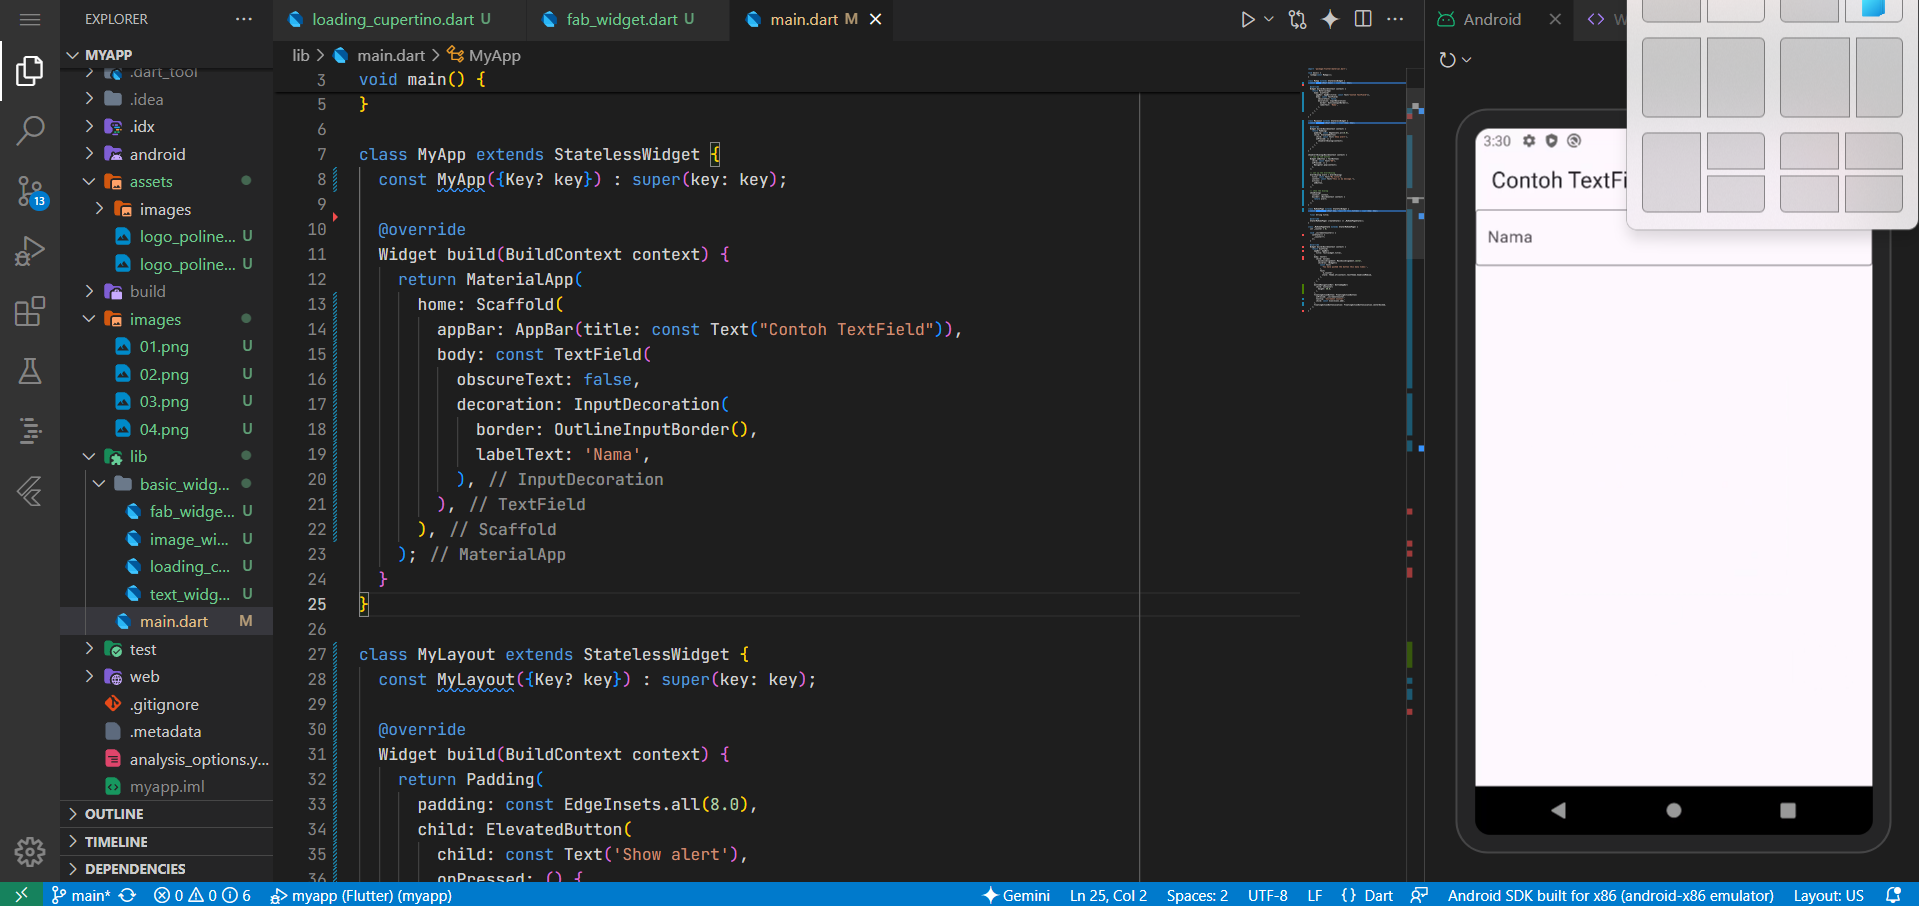 EXPLORER
MYAPP
.dart_tool
.idea
.idx
android
assets
images
logo_poline... U
logo_poline... U
build
images
01.png U
02.png U
03.png U
04.png U
lib
basic_widg...
fab_widge... U
image_wi... U
loading_c... U
text_widg... U
main.dart M
test
web
.gitignore
.metadata
analysis_options.y...
myapp.iml
OUTLINE
TIMELINE
DEPENDENCIES
13
loading_cupertino.dart U
fab_widget.dart U
main.dart M
lib > main.dart > MyApp
3 void main() {
5 }
6
7 class MyApp extends StatelessWidget {
8 const MyApp({Key? key}) : super(key: key);
9
10 @override
11 Widget build(BuildContext context) {
12 return MaterialApp(
13 home: Scaffold(
14 appBar: AppBar(title: const Text("Contoh TextField")),
15 body: const TextField(
16 obscureText: false,
17 decoration: InputDecoration(
18 border: OutlineInputBorder(),
19 labelText: 'Nama',
20 ), // InputDecoration
21 ), // TextField
22 ), // Scaffold
23 ); // MaterialApp
24 }
25 }
26
27 class MyLayout extends StatelessWidget {
28 const MyLayout({Key? key}) : super(key: key);
29
30 @override
31 Widget build(BuildContext context) {
32 return Padding(
33 padding: const EdgeInsets.all(8.0),
34 child: ElevatedButton(
35 child: const Text('Show alert'),
36 onPressed: () {
Android
W
3:30
Contoh TextFi
Nama
main* 0 0 6 myapp (Flutter) (myapp)
Gemini Ln 25, Col 2 Spaces: 2 UTF-8 LF {} Dart Android SDK built for x86 (android-x86 emulator) Layout: US